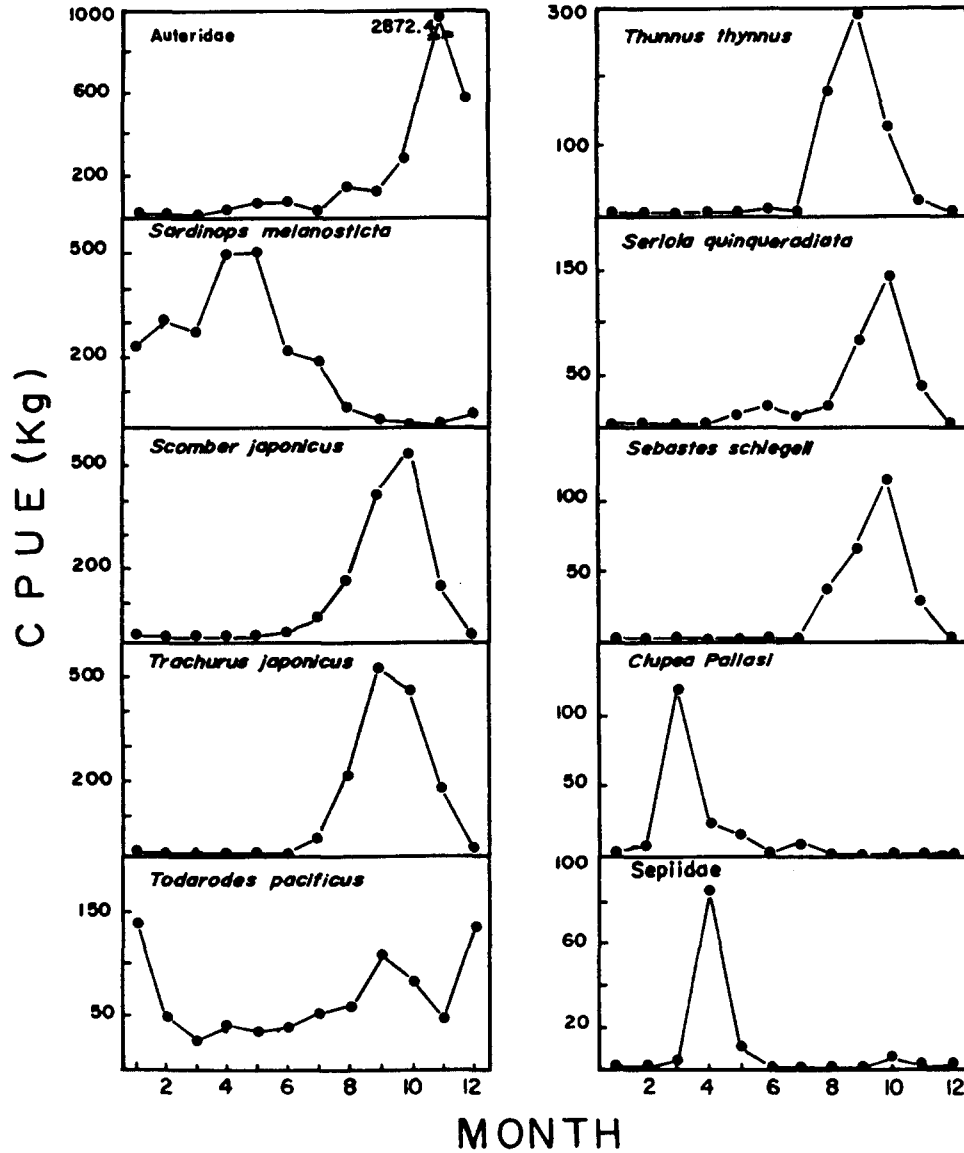 1000
Auteridae
2872.4
600
200
Sardinops melanosticta
500
200
Scomber japonicus
500
200
Trachurus japonicus
500
200
Todarodes pacificus
150
50
2 4 6 8 10 12
300
Thunnus thynnus
100
Seriola quinqueradiata
150
50
Sebastes schlegeli
100
50
Clupea Pallasi
100
50
100
Sepiidae
60
20
2 4 6 8 10 12
CPUE (Kg)
MONTH